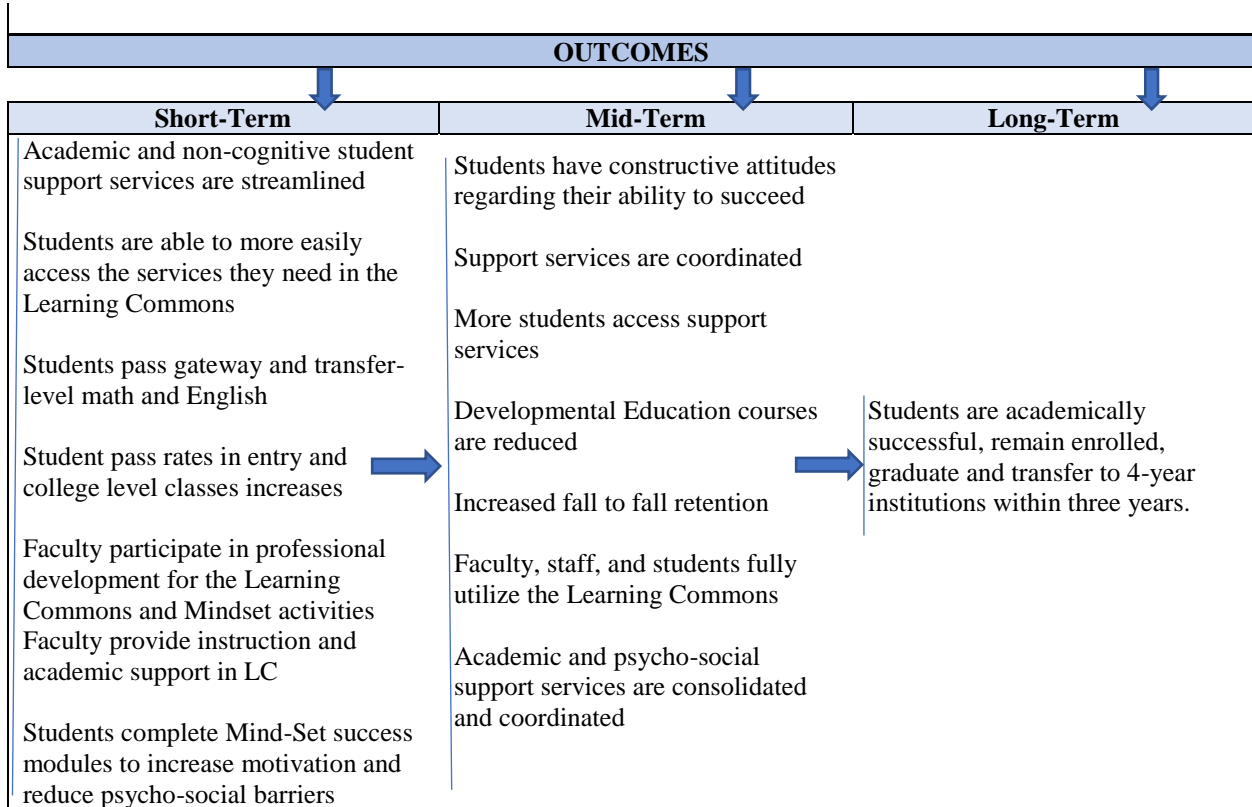 OUTCOMES
Short-Term
Mid-Term
Long-Term
Academic and non-cognitive student
support services are streamlined
Students are able to more easily
access the services they need in the
Learning Commons
Students pass gateway and transfer-
level math and English
Student pass rates in entry and
college level classes increases
Faculty participate in professional
development for the Learning
Commons and Mindset activities
Faculty provide instruction and
academic support in LC
Students complete Mind-Set success
modules to increase motivation and
reduce psycho-social barriers
Students have constructive attitudes
regarding their ability to succeed
Support services are coordinated
More students access support
services
Developmental Education courses
are reduced
Increased fall to fall retention
Faculty, staff, and students fully
utilize the Learning Commons
Academic and psycho-social
support services are consolidated
and coordinated
Students are academically
successful, remain enrolled,
graduate and transfer to 4-year
institutions within three years.